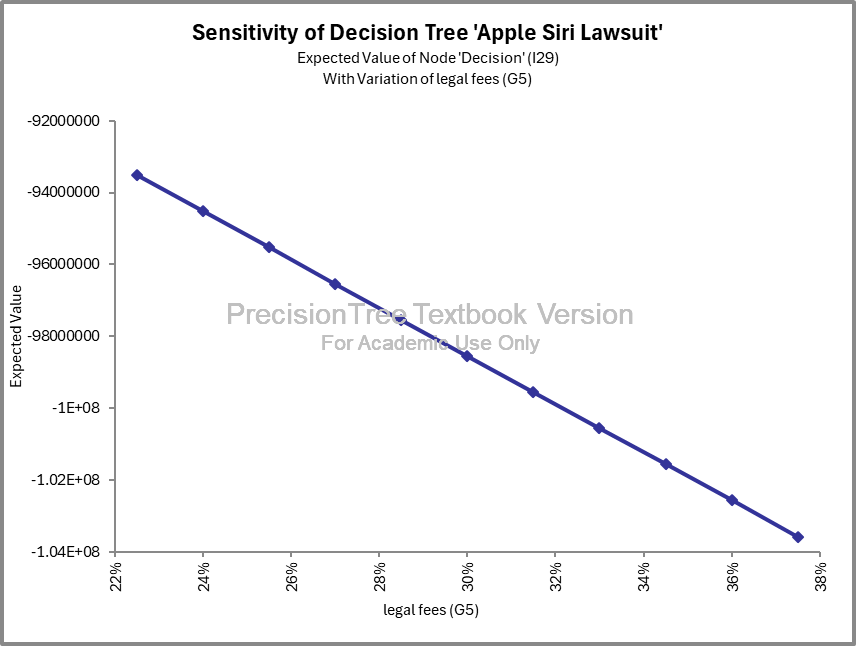 Sensitivity of Decision Tree 'Apple Siri Lawsuit'
Expected Value of Node 'Decision' (I29)
With Variation of legal fees (G5)
-92000000
-94000000
-96000000
-98000000
-1E+08
-1.02E+08
-1.04E+08
Expected Value
PrecisionTree Textbook Version
For Academic Use Only
22%
24%
26%
28%
30%
32%
34%
36%
38%
legal fees (G5)